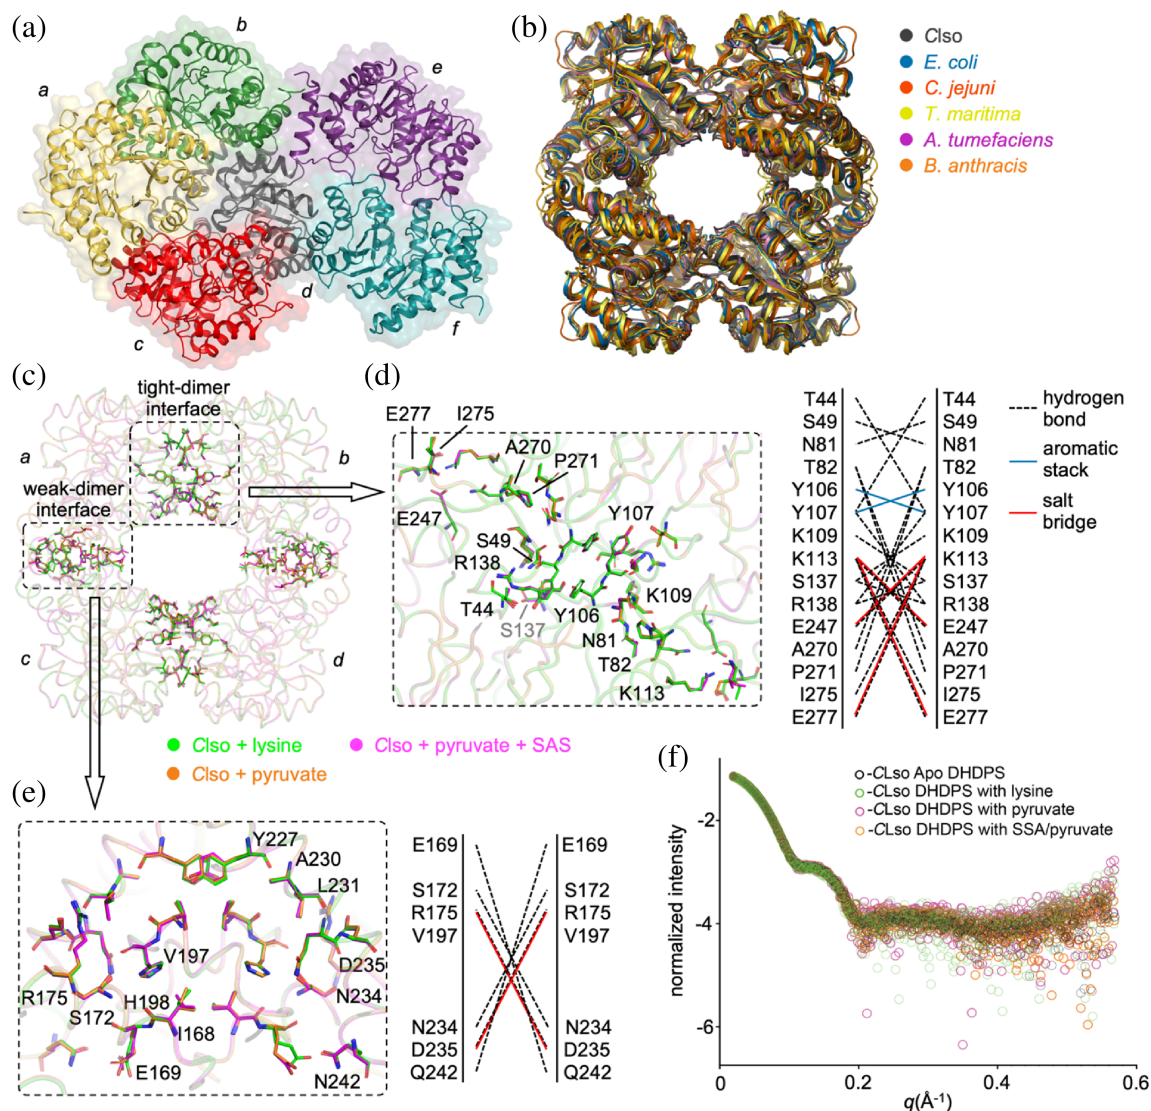 (a)
a
b
c
d
e
f
(b)
CIso
E. coli
C. jejuni
T. maritima
A. tumefaciens
B. anthracis
(c)
tight-dimer
interface
a
b
weak-dimer
interface
c
d
CIso + lysine
CIso + pyruvate + SAS
CIso + pyruvate
(d)
E277
I275
A270
P271
E247
Y107
S49
R138
T44
S137
Y106
K109
N81
T82
K113
T44
S49
N81
T82
Y106
Y107
K109
K113
S137
R138
E247
A270
P271
I275
E277
T44
S49
N81
T82
Y106
Y107
K109
K113
S137
R138
E247
A270
P271
I275
E277
hydrogen
bond
aromatic
stack
salt
bridge
(e)
Y227
A230
L231
V197
D235
R175
H198
N234
S172
I168
E169
N242
E169
S172
R175
V197
N234
D235
Q242
E169
S172
R175
V197
N234
D235
Q242
(f)
-CLso Apo DHDPS
-CLso DHDPS with lysine
-CLso DHDPS with pyruvate
-CLso DHDPS with SSA/pyruvate
normalized intensity
-2
-4
-6
0
0.2
0.4
0.6
q(Å⁻¹)